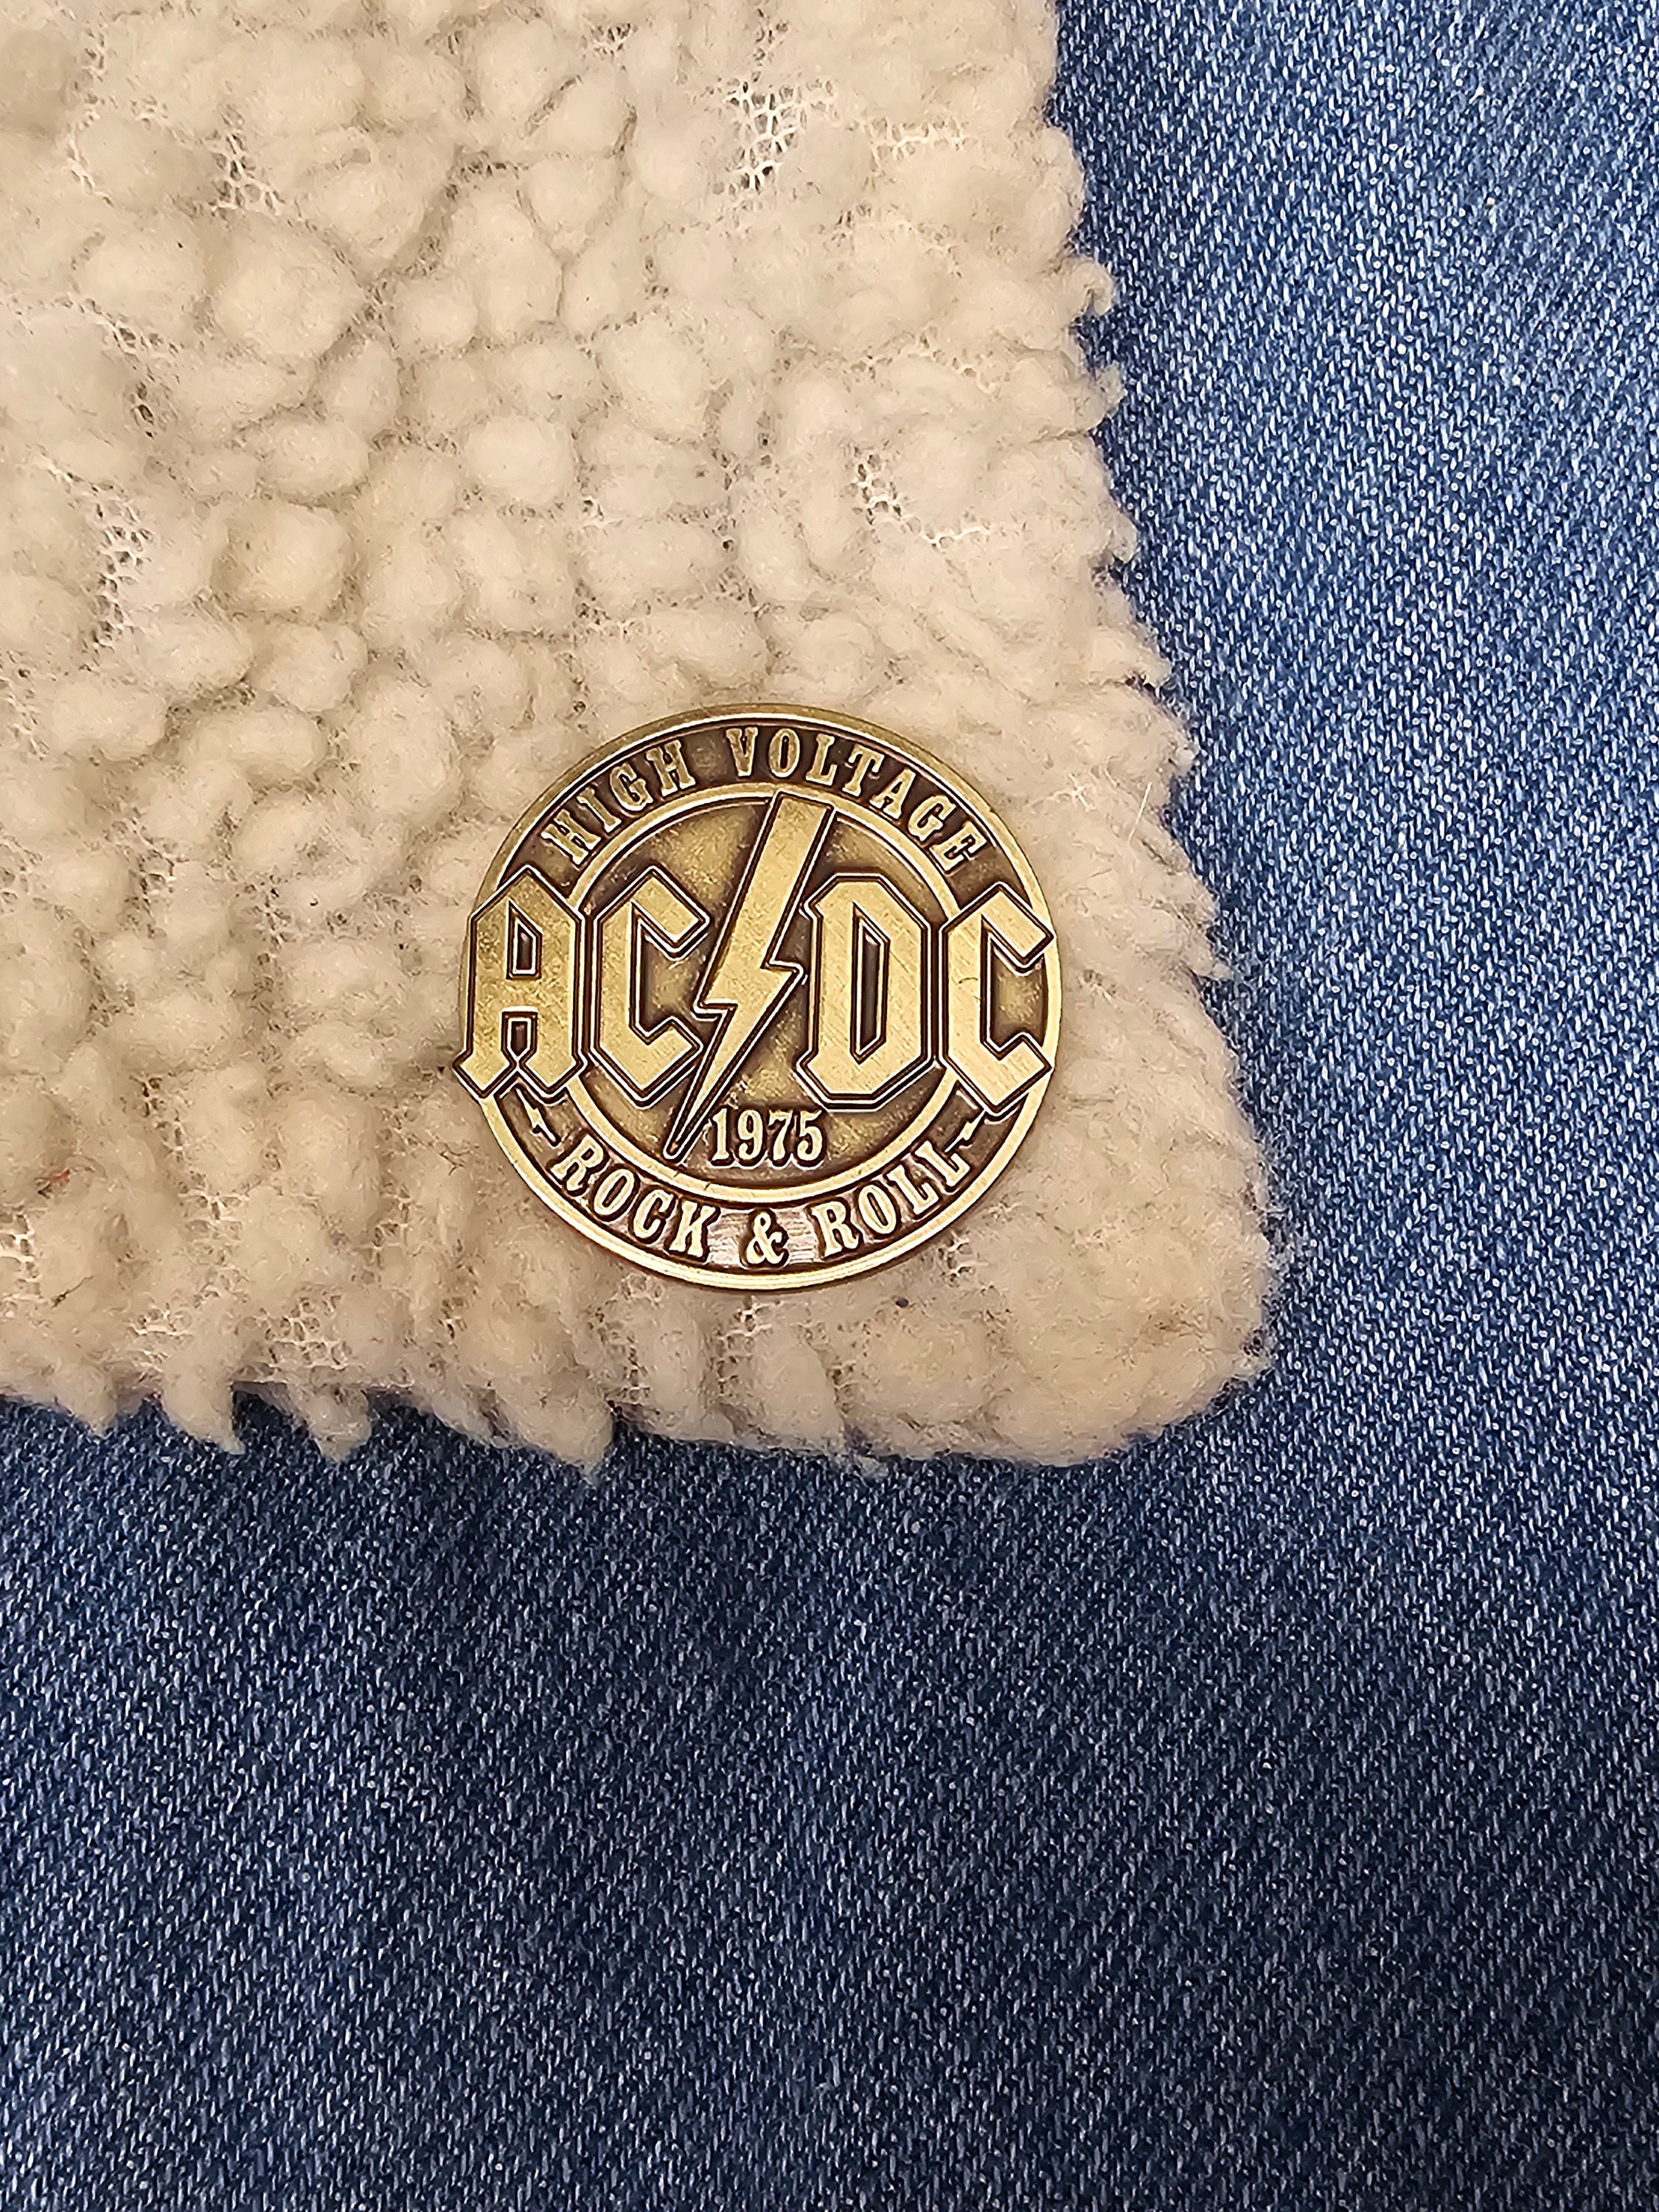 HIGH VOLTAGE
AC/DC
1975
ROCK & ROLL